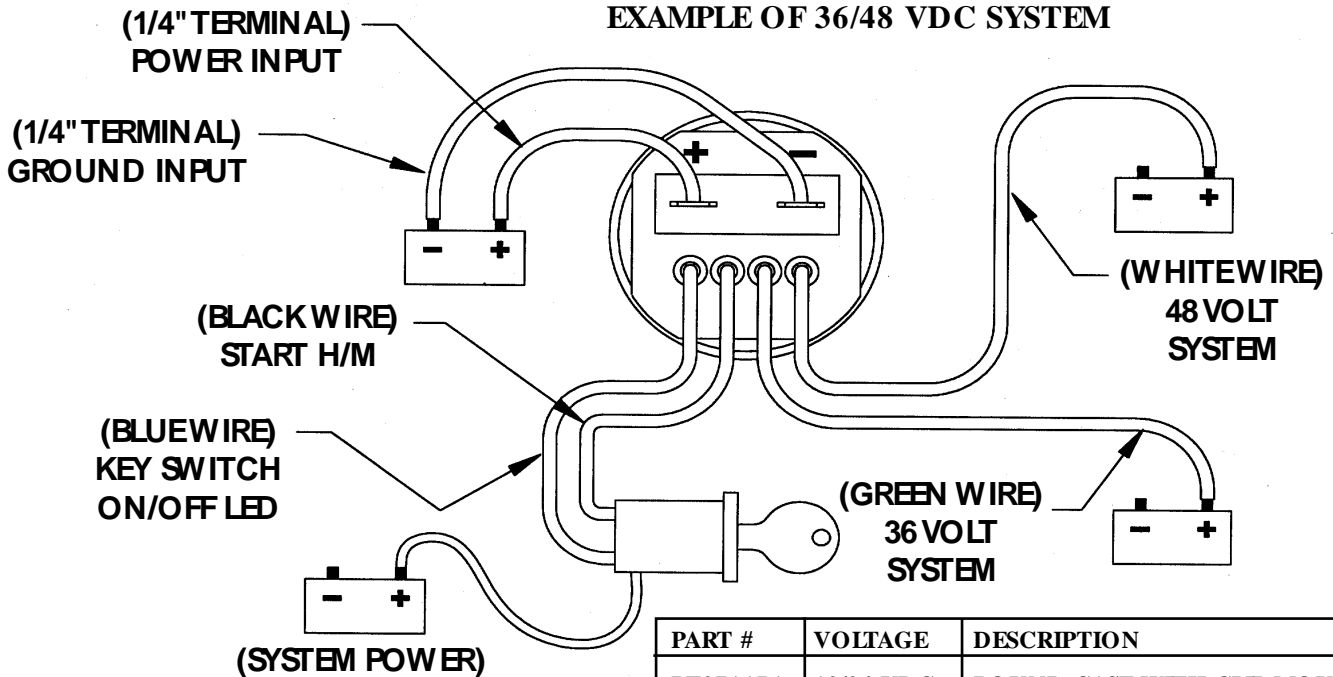 EXAMPLE OF 36/48 VDC SYSTEM
(1/4" TERMINAL)
POWER INPUT
(1/4" TERMINAL)
GROUND INPUT
+ −
− +
− +
(WHITE WIRE)
48 VOLT
SYSTEM
(BLACK WIRE)
START H/M
(BLUE WIRE)
KEY SWITCH
ON/OFF LED
(GREEN WIRE)
36 VOLT
SYSTEM
− +
− +
(SYSTEM POWER)
PART # VOLTAGE DESCRIPTION